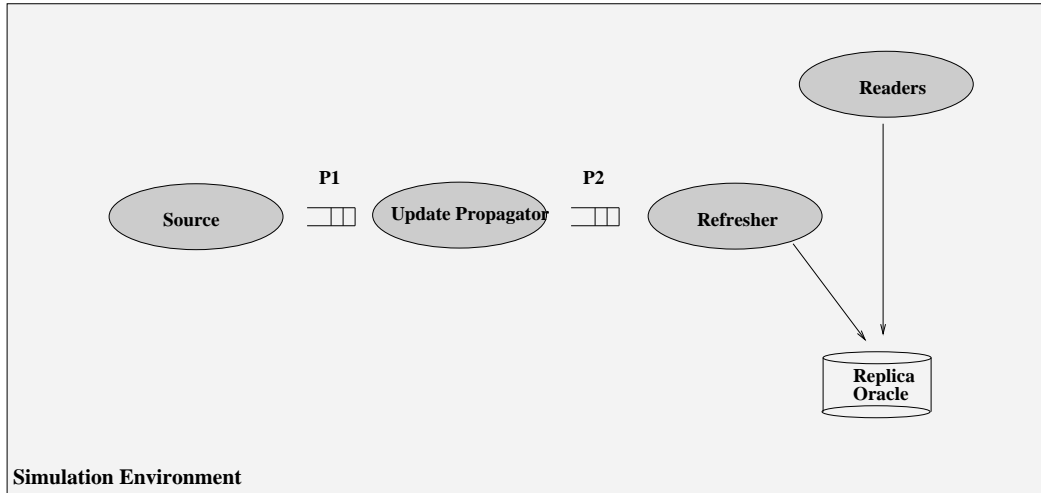 Readers
P1
P2
Source
Update Propagator
Refresher
Replica
Oracle
Simulation Environment